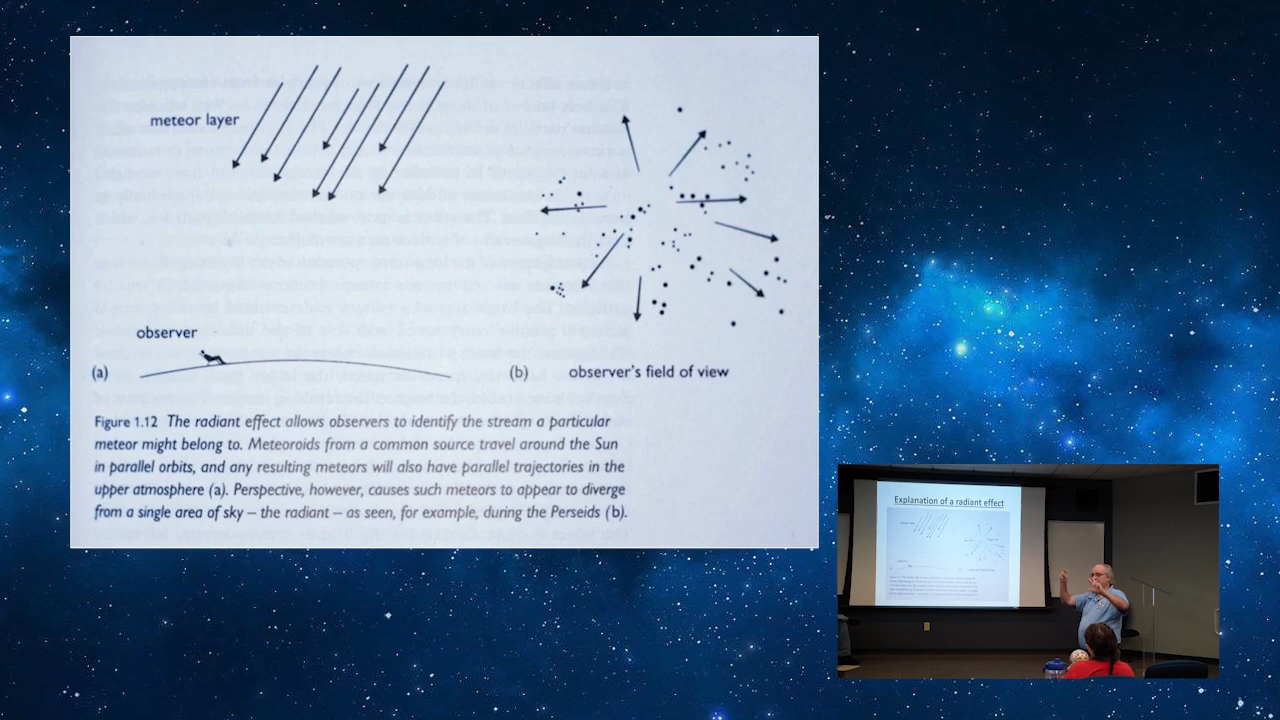 meteor layer
observer
(a)
(b) observer's field of view
Figure 1.12 The radiant effect allows observers to identify the stream a particular
meteor might belong to. Meteoroids from a common source travel around the Sun
in parallel orbits, and any resulting meteors will also have parallel trajectories in the
upper atmosphere (a). Perspective, however, causes such meteors to appear to diverge
from a single area of sky – the radiant – as seen, for example, during the Perseids (b).
Explanation of a radiant effect